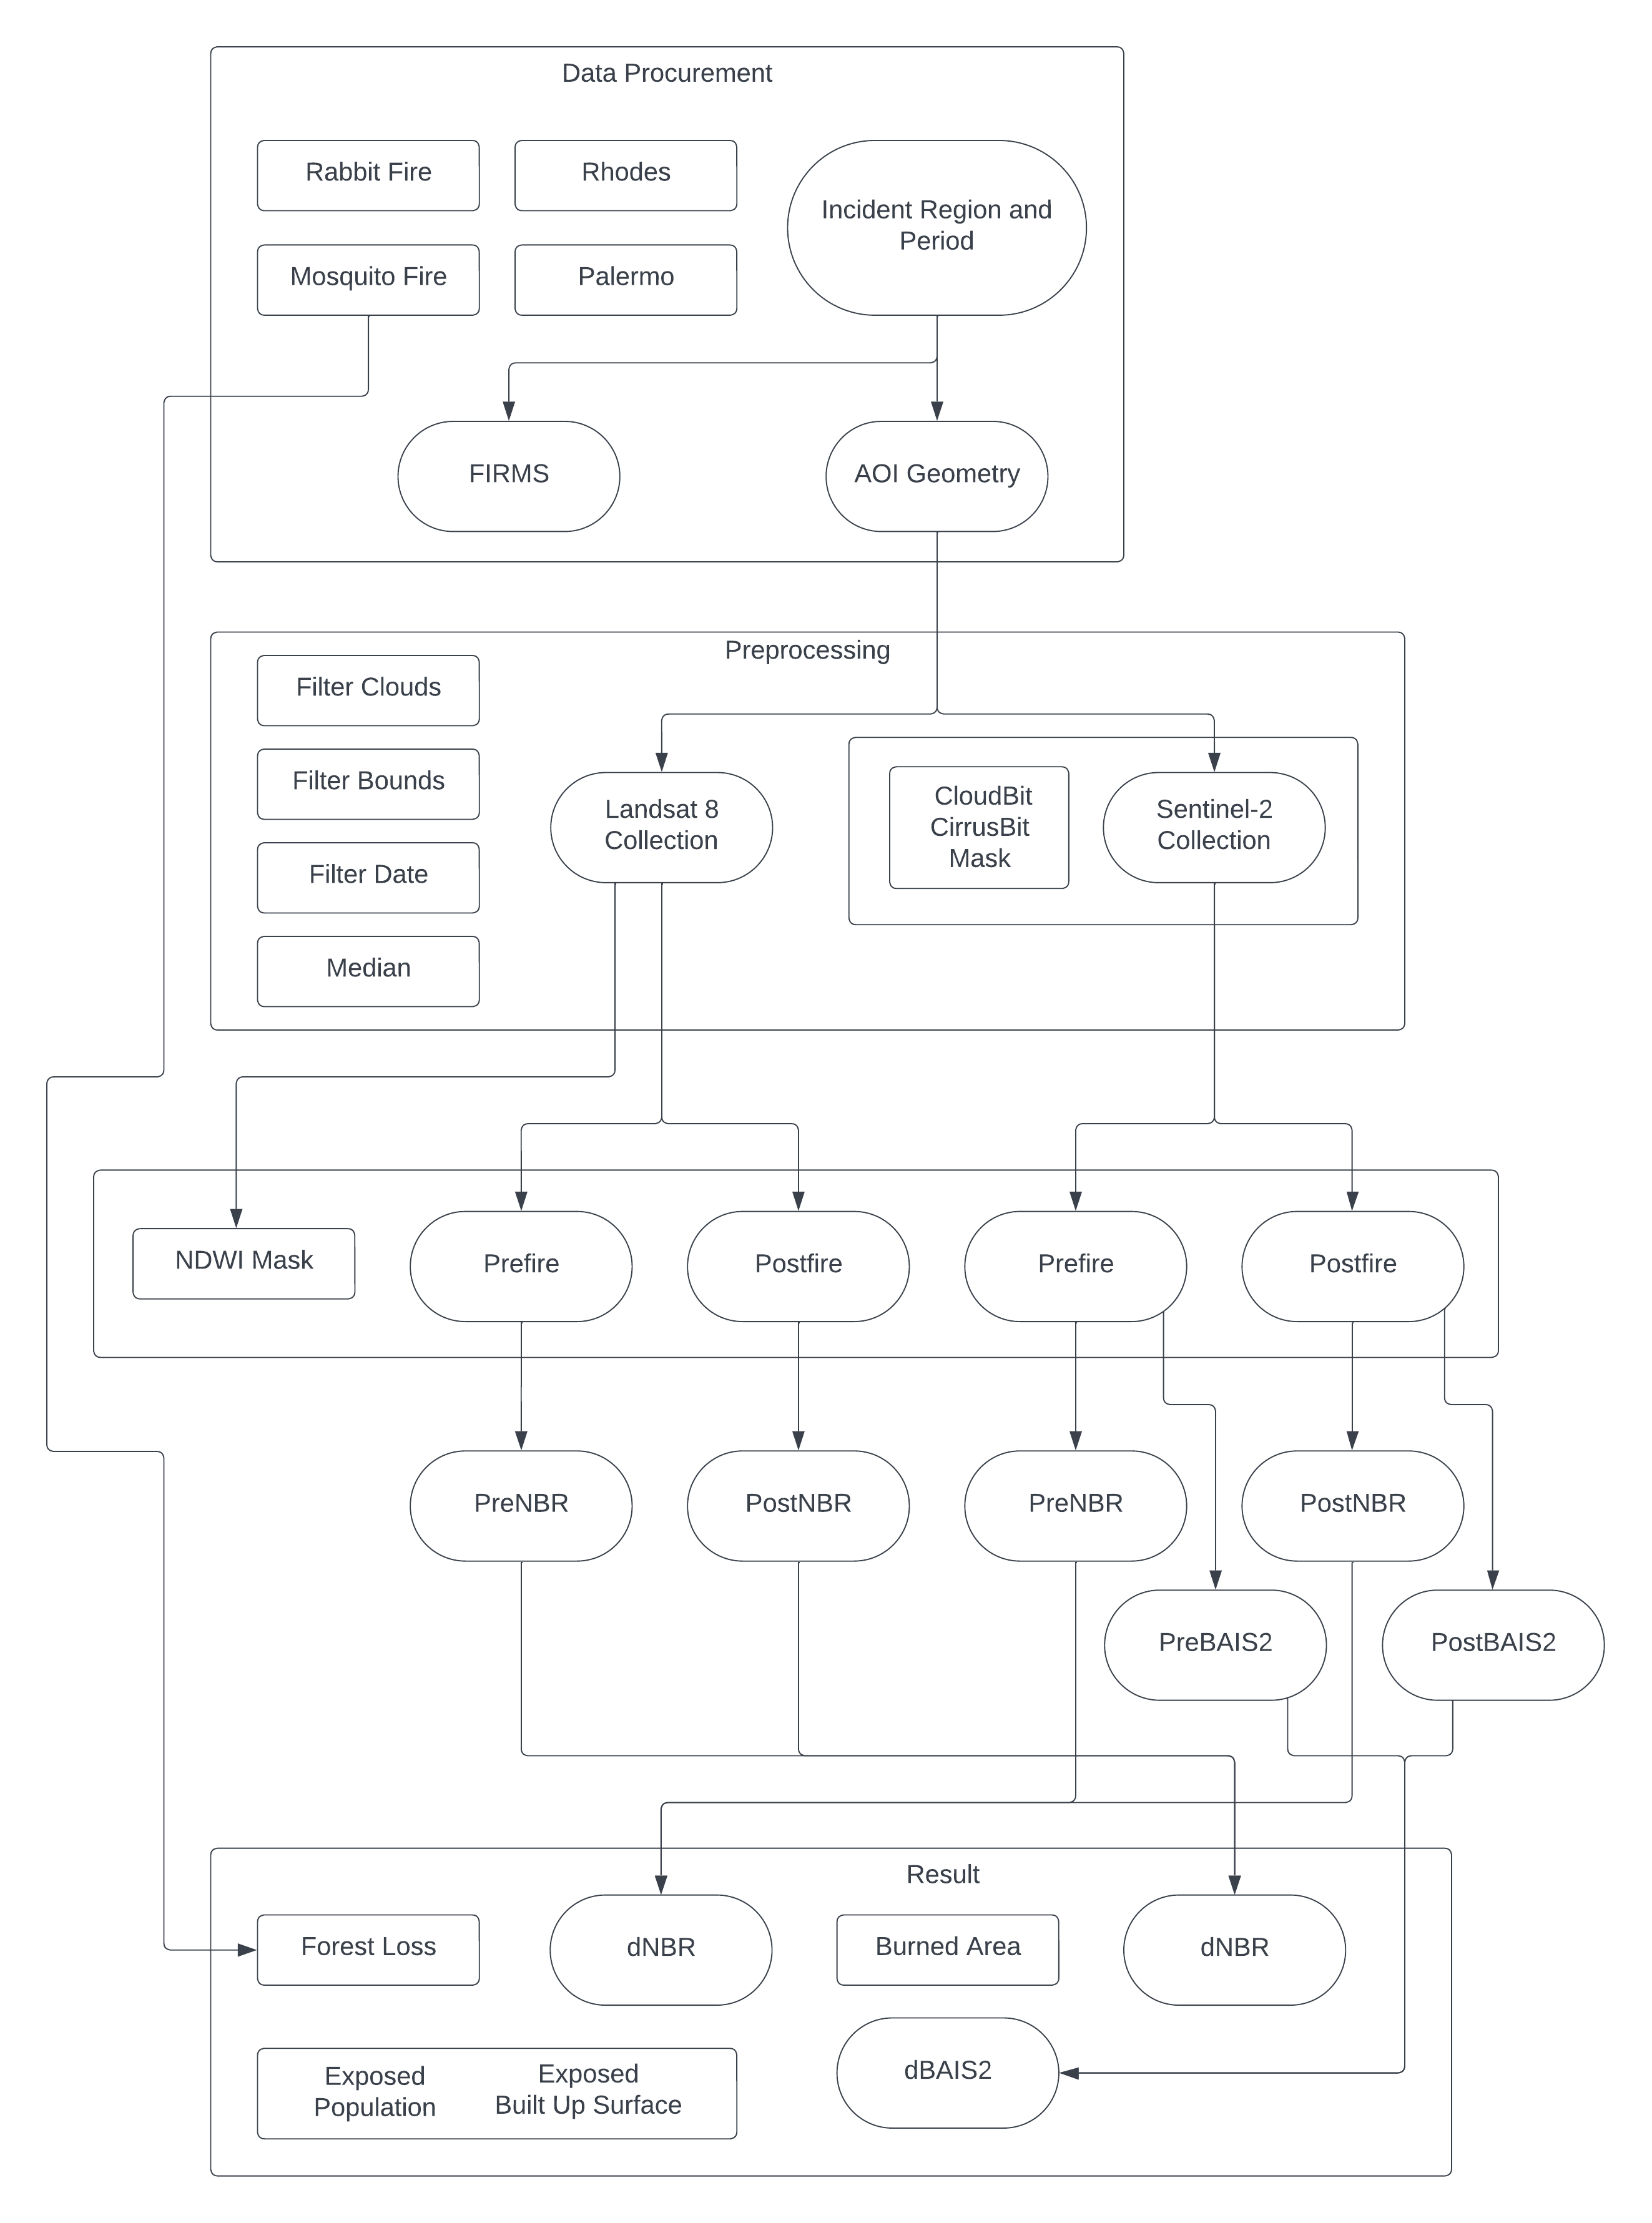 Data Procurement
Rabbit Fire
Rhodes
Incident Region and
Period
Mosquito Fire
Palermo
FIRMS
AOI Geometry
Preprocessing
Filter Clouds
Filter Bounds
Filter Date
Median
Landsat 8
Collection
CloudBit
CirrusBit
Mask
Sentinel-2
Collection
NDWI Mask
Prefire
Postfire
Prefire
Postfire
PreNBR
PostNBR
PreNBR
PostNBR
PreBAIS2
PostBAIS2
Result
Forest Loss
dNBR
Burned Area
dNBR
Exposed
Population
Exposed
Built Up Surface
dBAIS2